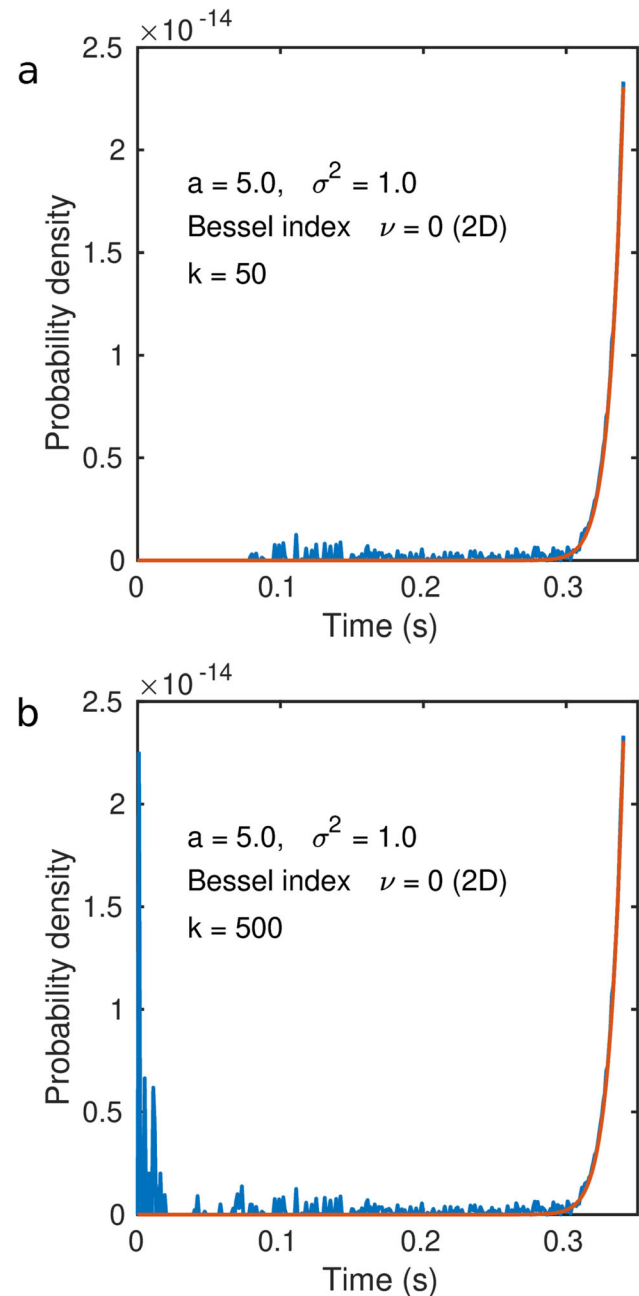 a
×10⁻¹⁴
2.5
2
1.5
1
0.5
0
Probability density
a = 5.0, σ² = 1.0
Bessel index ν = 0 (2D)
k = 50
0 0.1 0.2 0.3
Time (s)
b
×10⁻¹⁴
2.5
2
1.5
1
0.5
0
Probability density
a = 5.0, σ² = 1.0
Bessel index ν = 0 (2D)
k = 500
0 0.1 0.2 0.3
Time (s)